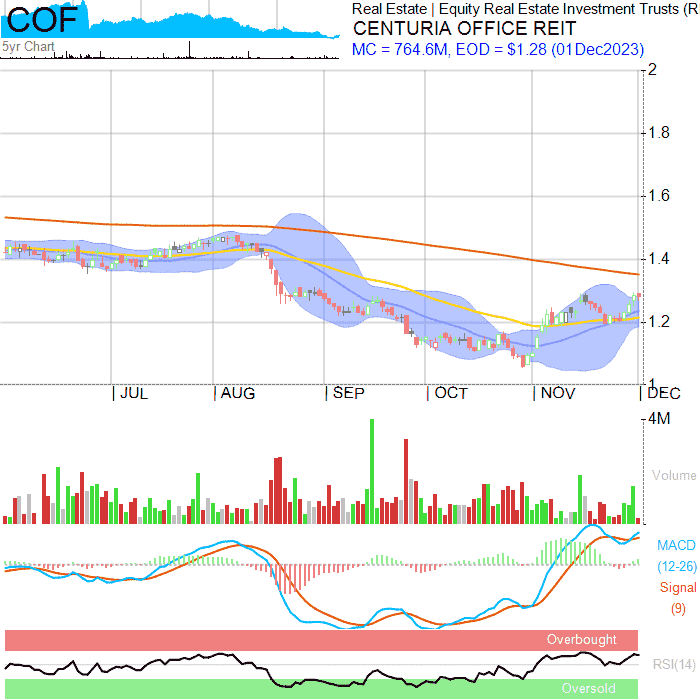 COF
5yr Chart
Real Estate | Equity Real Estate Investment Trusts (R
CENTURIA OFFICE REIT
MC = 764.6M, EOD = $1.28 (01Dec2023)
2
1.8
1.6
1.4
1.2
1
JUL AUG SEP OCT NOV DEC
4M
Volume
MACD
(12-26)
Signal
(9)
Overbought
RSI(14)
Oversold